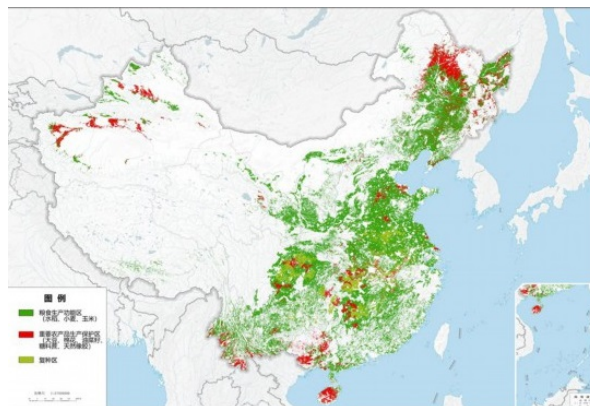 图 例
粮食生产功能区
(水稻、小麦、玉米)
重要农产品生产保护区
(大豆、棉花、油菜籽、
糖料蔗、天然橡胶)
复种区